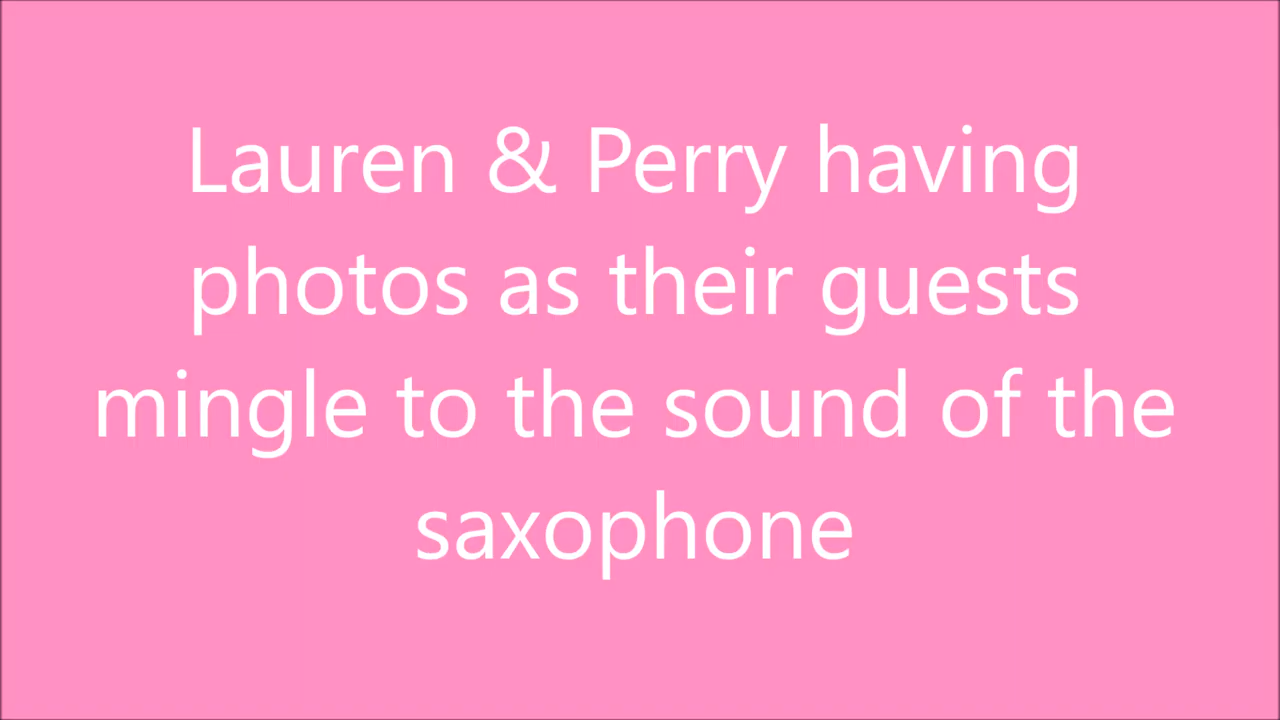 Lauren & Perry having
photos as their guests
mingle to the sound of the
saxophone